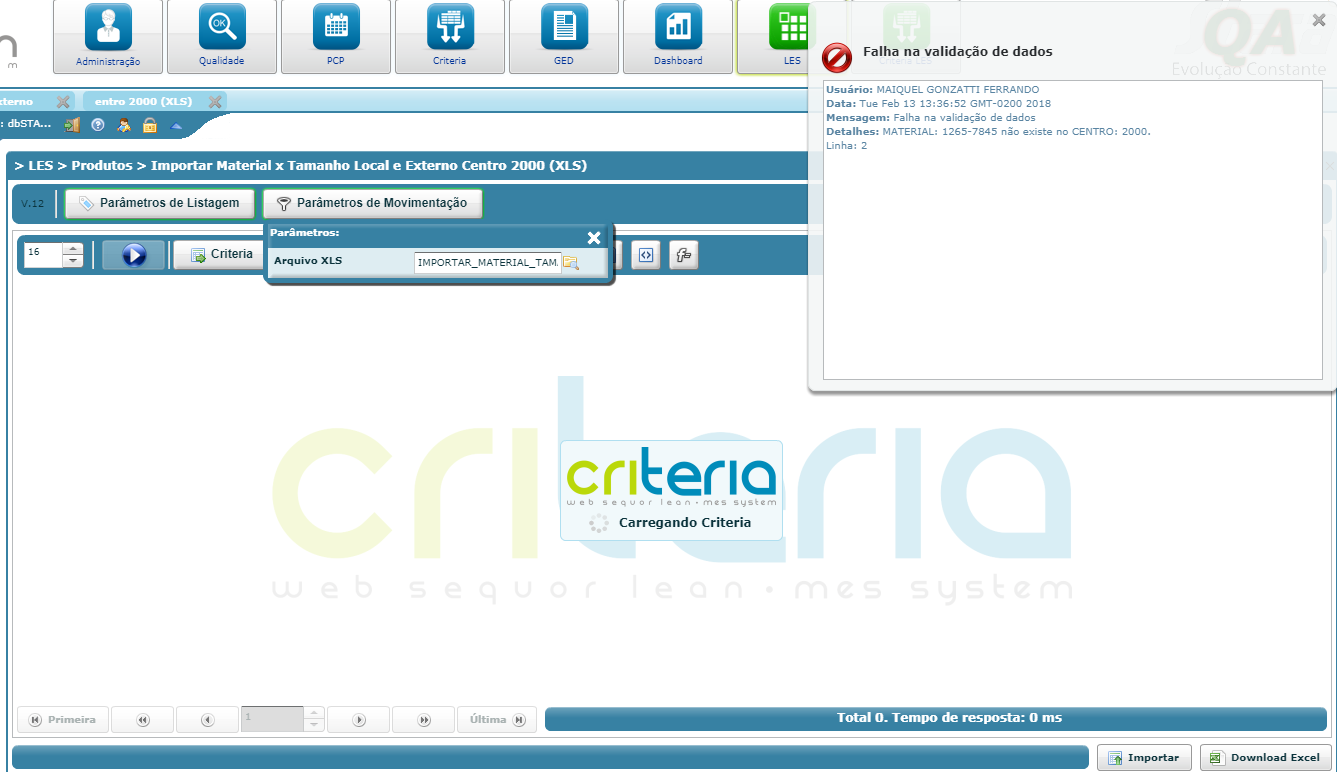 m
Administração
Qualidade
PCP
Criteria
GED
Dashboard
LES
Criteria LES
QA
Evolução Constante
Falha na validação de dados
Usuário: MAIQUEL GONZATTI FERRANDO
Data: Tue Feb 13 13:36:52 GMT-0200 2018
Mensagem: Falha na validação de dados
Detalhes: MATERIAL: 1265-7845 não existe no CENTRO: 2000.
Linha: 2
xterno
entro 2000 (XLS)
: dbSTA...
> LES > Produtos > Importar Material x Tamanho Local e Externo Centro 2000 (XLS)
V.12
Parâmetros de Listagem
Parâmetros de Movimentação
Parâmetros:
Arquivo XLS
IMPORTAR_MATERIAL_TAM
16
Criteria
criteria
web sequor lean • mes system
criteria
web sequor lean • mes system
Carregando Criteria
Primeira
1
Última
Total 0. Tempo de resposta: 0 ms
Importar
Download Excel